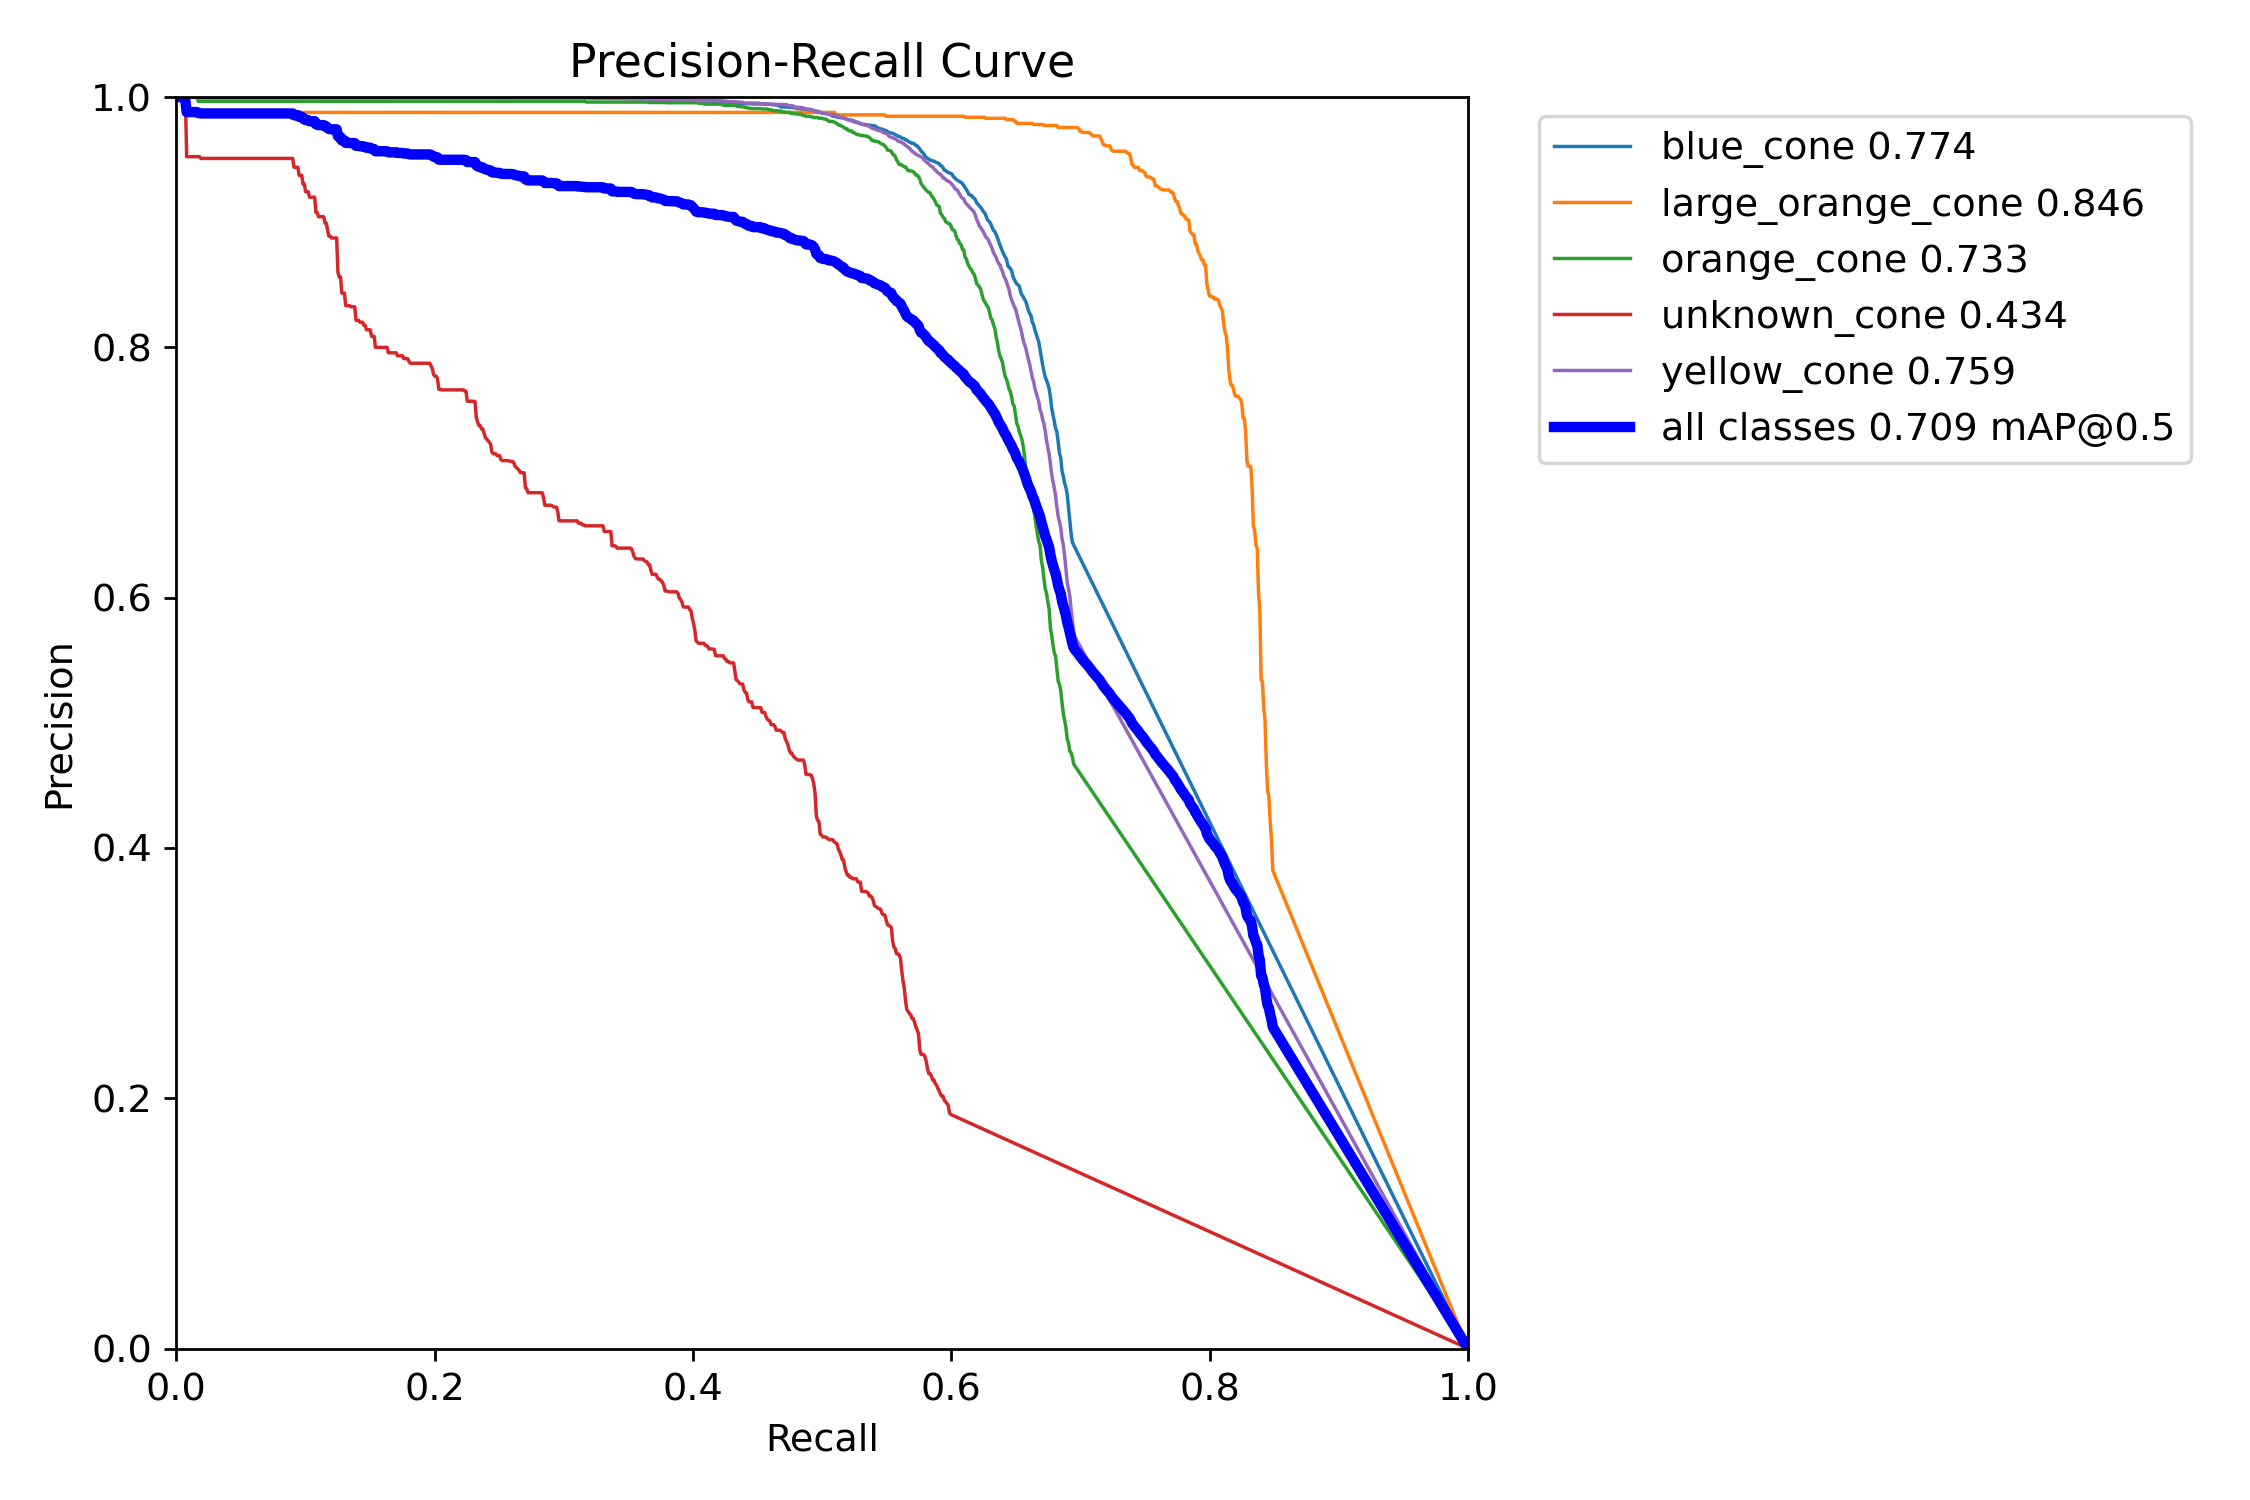 Precision-Recall Curve
1.0
0.8
0.6
0.4
0.2
0.0
Precision
0.0 0.2 0.4 0.6 0.8 1.0
Recall
blue_cone 0.774
large_orange_cone 0.846
orange_cone 0.733
unknown_cone 0.434
yellow_cone 0.759
all classes 0.709 mAP@0.5